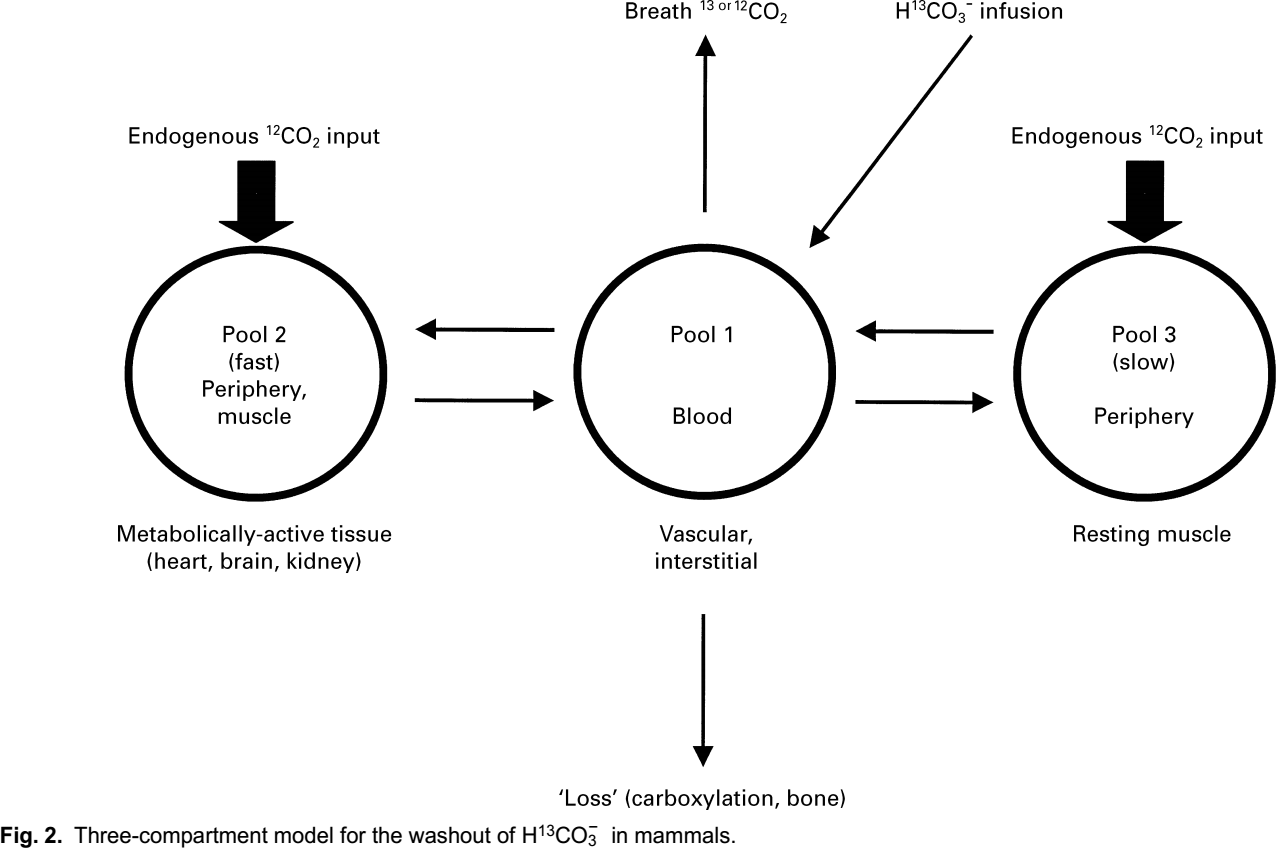 Breath ¹³ ᵒʳ ¹²CO₂
H¹³CO₃⁻ infusion
Endogenous ¹²CO₂ input
Endogenous ¹²CO₂ input
Pool 2
(fast)
Periphery,
muscle
Pool 1
Blood
Pool 3
(slow)
Periphery
Metabolically-active tissue
(heart, brain, kidney)
Vascular,
interstitial
Resting muscle
‘Loss’ (carboxylation, bone)
Fig. 2. Three-compartment model for the washout of H¹³CO₃⁻ in mammals.